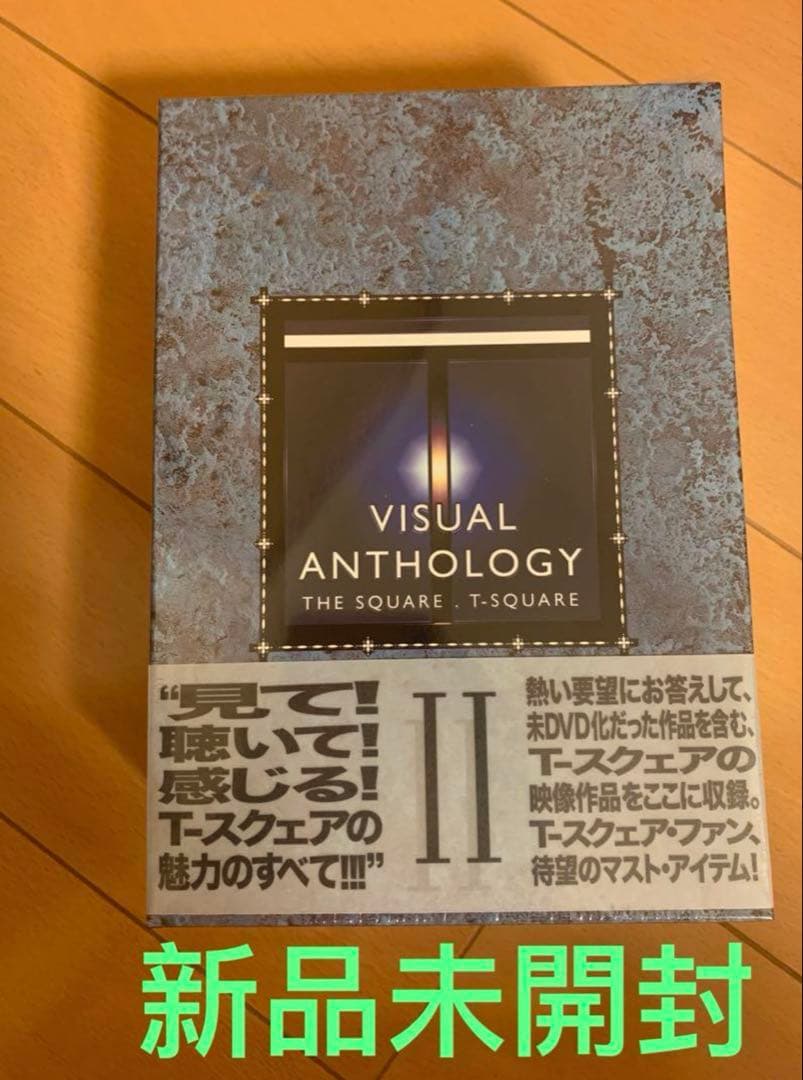 VISUAL
ANTHOLOGY
THE SQUARE . T-SQUARE
“見て!
聴いて!
感じる!
T-スクェアの
魅力のすべて!!!”
II
熱い要望にお答えして、
未DVD化だった作品を含む、
T-スクェアの
映像作品をここに収録。
T-スクェア・ファン、
待望のマスト・アイテム!
新品未開封